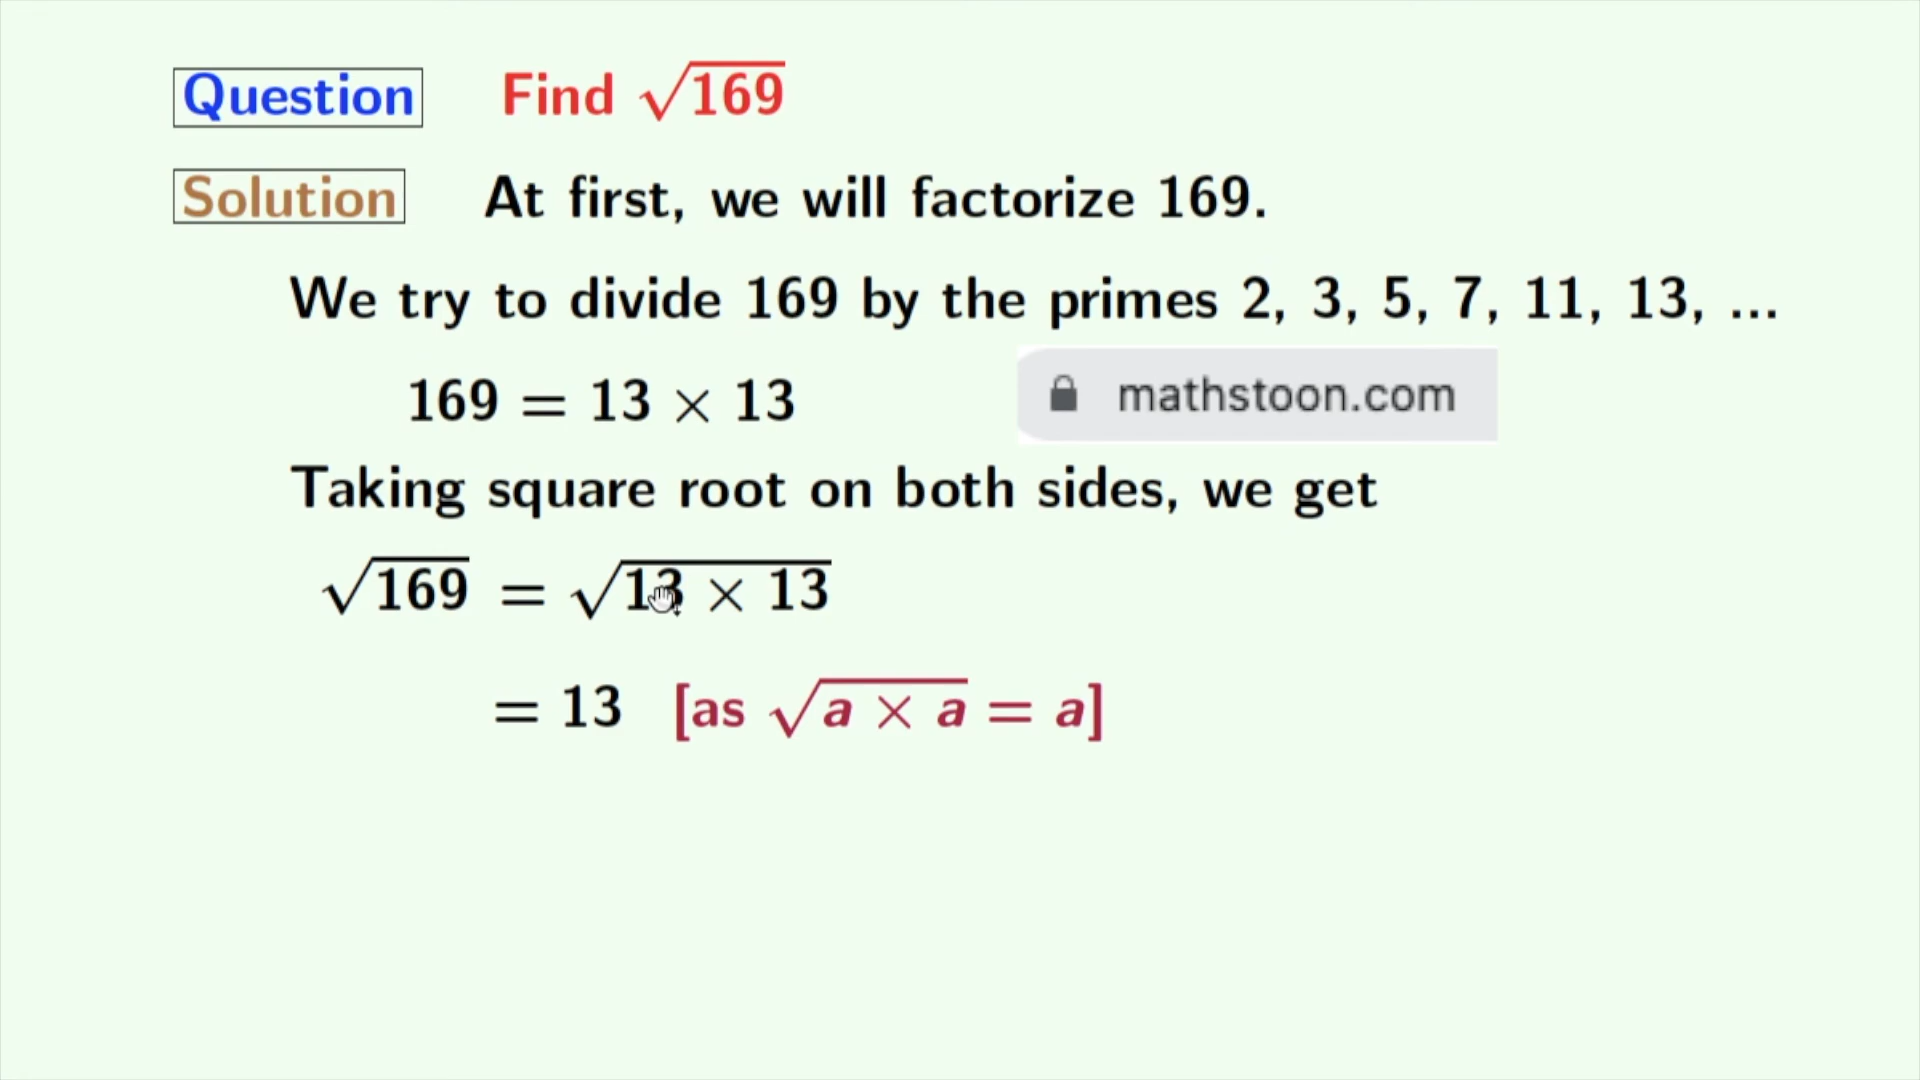 Question Find √169
Solution At first, we will factorize 169.
We try to divide 169 by the primes 2, 3, 5, 7, 11, 13, ...
169 = 13 × 13
mathstoon.com
Taking square root on both sides, we get
√169 = √13 × 13
= 13 [as √a × a = a]